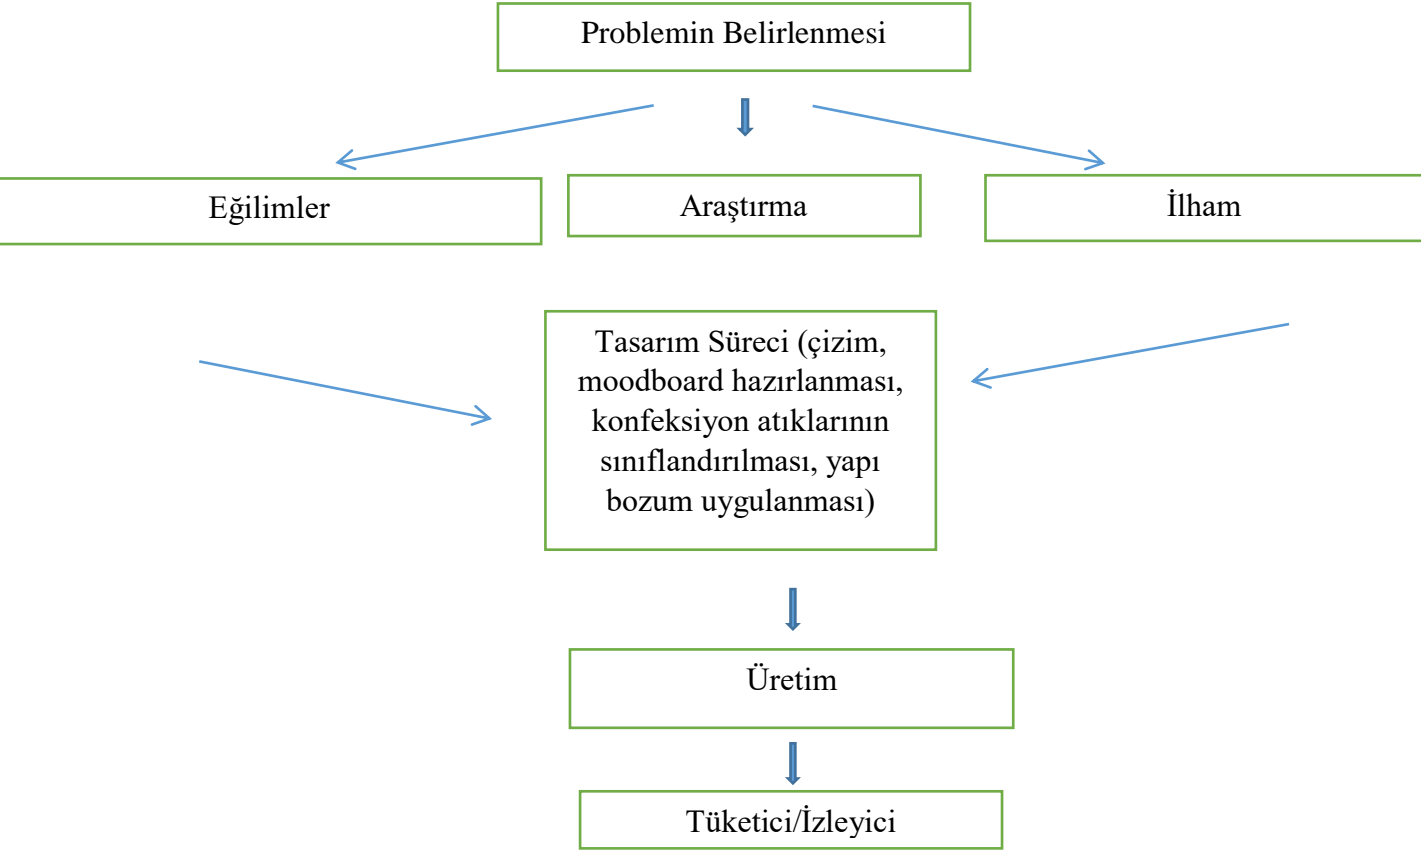 Problemin Belirlenmesi
Eğilimler
Araştırma
İlham
Tasarım Süreci (çizim,
moodboard hazırlanması,
konfeksiyon atıklarının
sınıflandırılması, yapı
bozum uygulanması)
Üretim
Tüketici/İzleyici